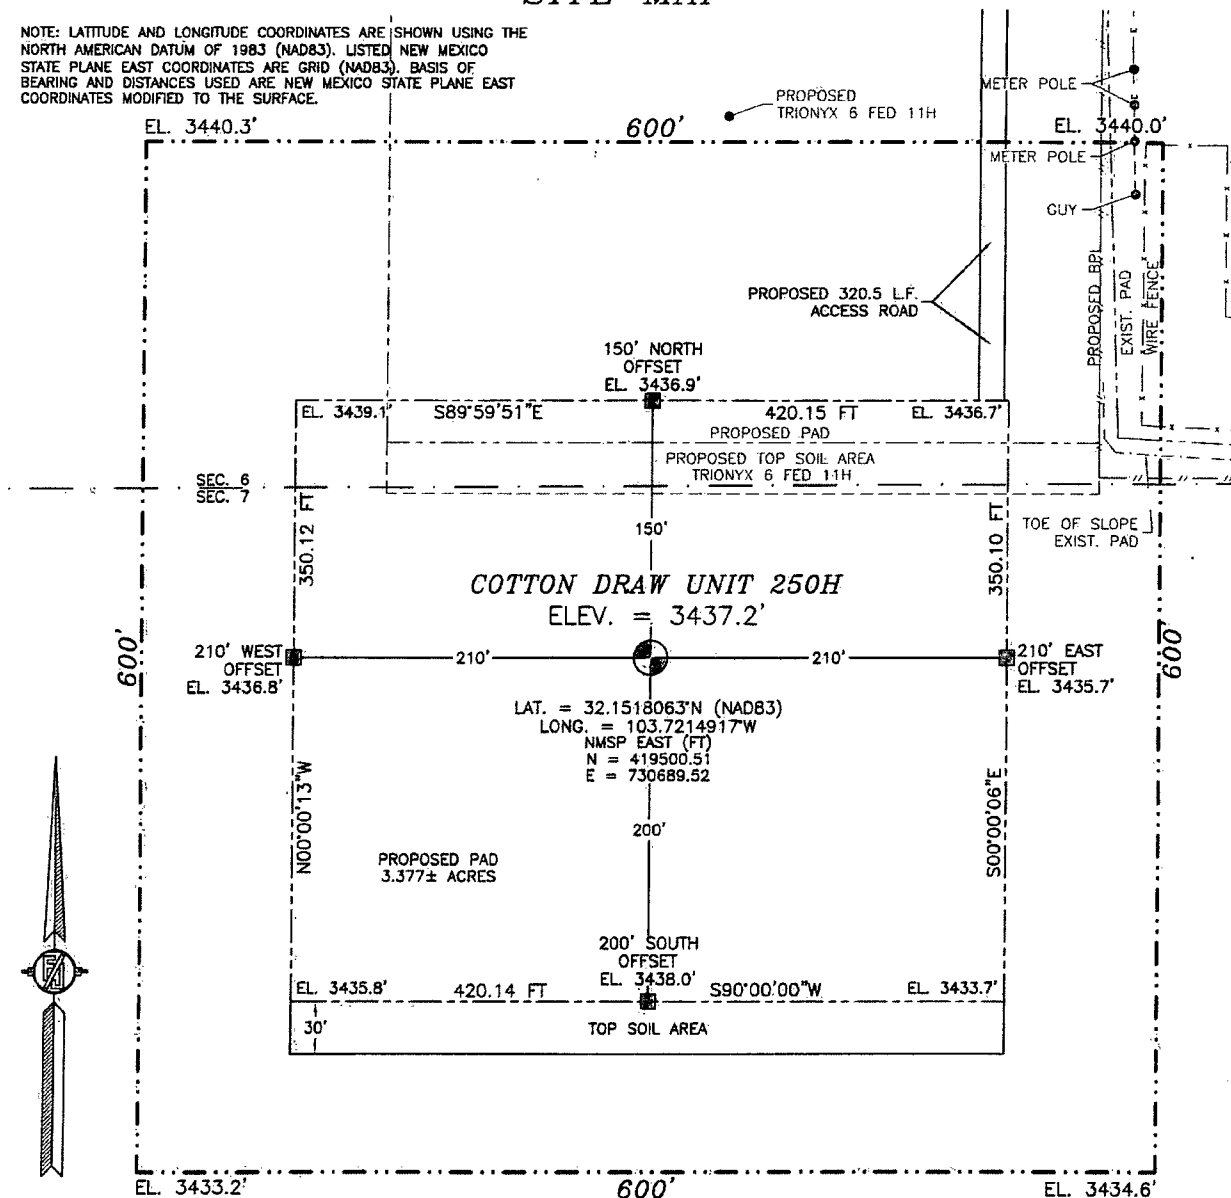 SITE MAP
NOTE: LATITUDE AND LONGITUDE COORDINATES ARE SHOWN USING THE
NORTH AMERICAN DATUM OF 1983 (NAD83). LISTED NEW MEXICO
STATE PLANE EAST COORDINATES ARE GRID (NAD83). BASIS OF
BEARING AND DISTANCES USED ARE NEW MEXICO STATE PLANE EAST
COORDINATES MODIFIED TO THE SURFACE.
METER POLE
PROPOSED
TRIONYX 6 FED 11H
EL. 3440.3'
600'
EL. 3440.0'
METER POLE
GUY
PROPOSED BPL
EXIST. PAD
WIRE FENCE
PROPOSED 320.5 L.F.
ACCESS ROAD
150' NORTH
OFFSET
EL. 3436.9'
EL. 3439.1'
S89°59'51"E
420.15 FT
EL. 3436.7'
PROPOSED PAD
PROPOSED TOP SOIL AREA
TRIONYX 6 FED 11H
SEC. 6
SEC. 7
350.12 FT
150'
350.10 FT
TOE OF SLOPE
EXIST. PAD
COTTON DRAW UNIT 250H
ELEV. = 3437.2'
600'
210' WEST
OFFSET
EL. 3436.8'
210'
210'
210' EAST
OFFSET
EL. 3435.7'
600'
LAT. = 32.1518063°N (NAD83)
LONG. = 103.7214917°W
NMSP EAST (FT)
N = 419500.51
E = 730689.52
N00°00'13"W
S00°00'06"E
200'
PROPOSED PAD
3.377± ACRES
200' SOUTH
OFFSET
EL. 3438.0'
EL. 3435.8'
420.14 FT
S90°00'00"W
EL. 3433.7'
30'
TOP SOIL AREA
EL. 3433.2'
600'
EL. 3434.6'